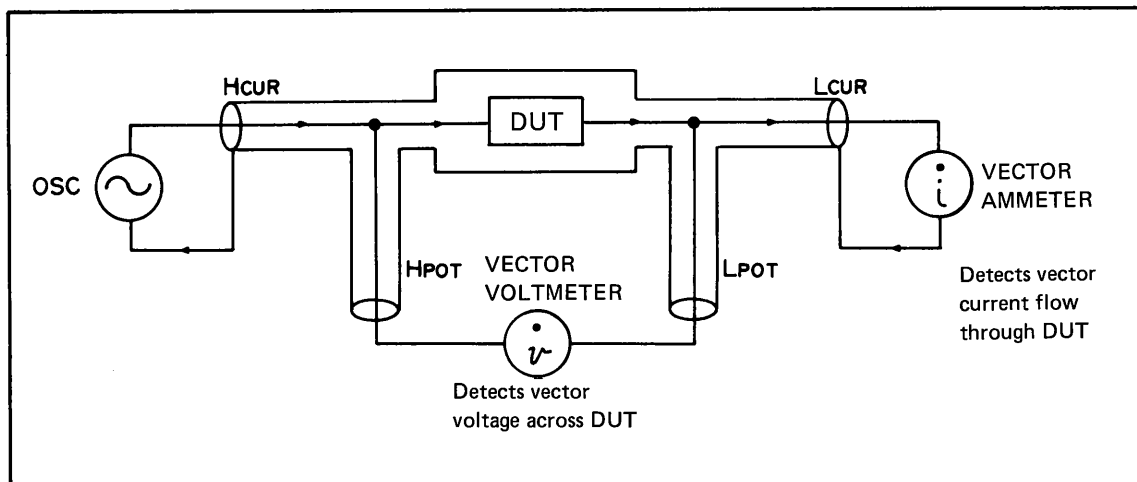 HCUR
LCUR
DUT
OSC
i
VECTOR
AMMETER
HPOT
VECTOR
VOLTMETER
LPOT
Detects vector
current flow
through DUT
v
Detects vector
voltage across DUT